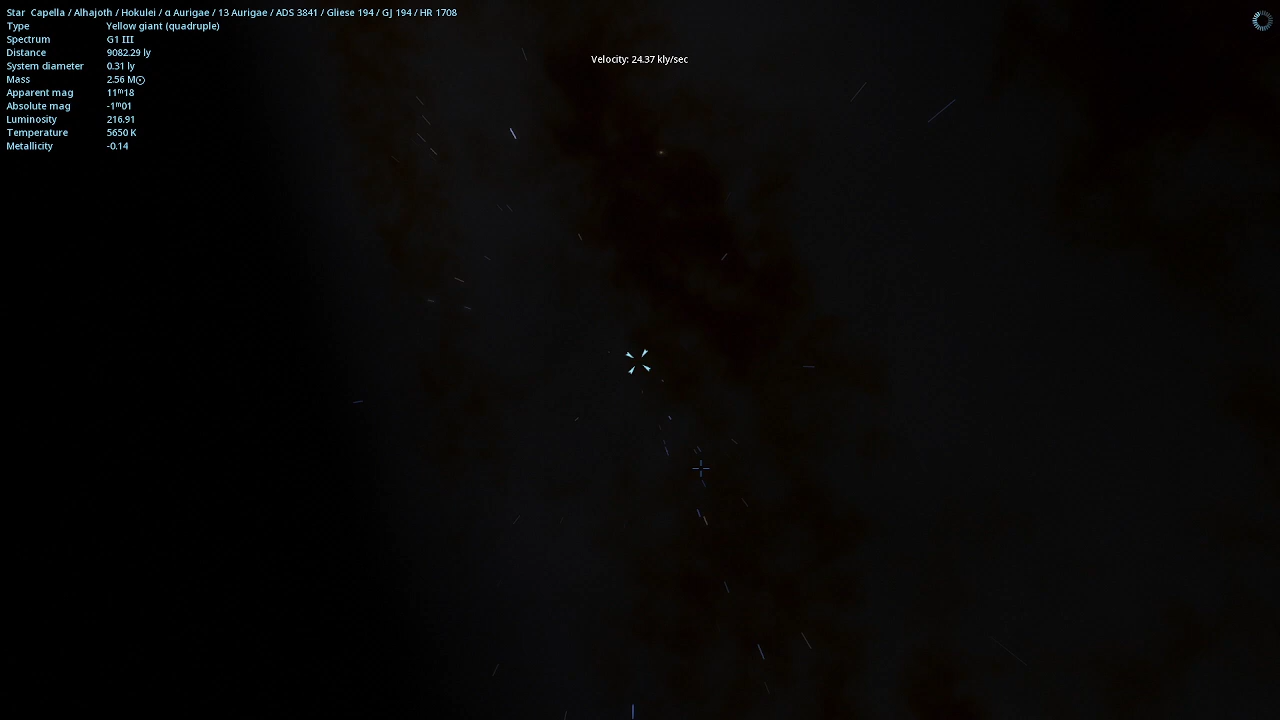 Star Capella / Alhajoth / Hokulei / α Aurigae / 13 Aurigae / ADS 3841 / Gliese 194 / GJ 194 / HR 1708
Type Yellow giant (quadruple)
Spectrum G1 III
Distance 9082.29 ly
System diameter 0.31 ly
Mass 2.56 M☉
Apparent mag 11ᵐ18
Absolute mag -1ᵐ01
Luminosity 216.91
Temperature 5650 K
Metallicity -0.14
Velocity: 24.37 kly/sec